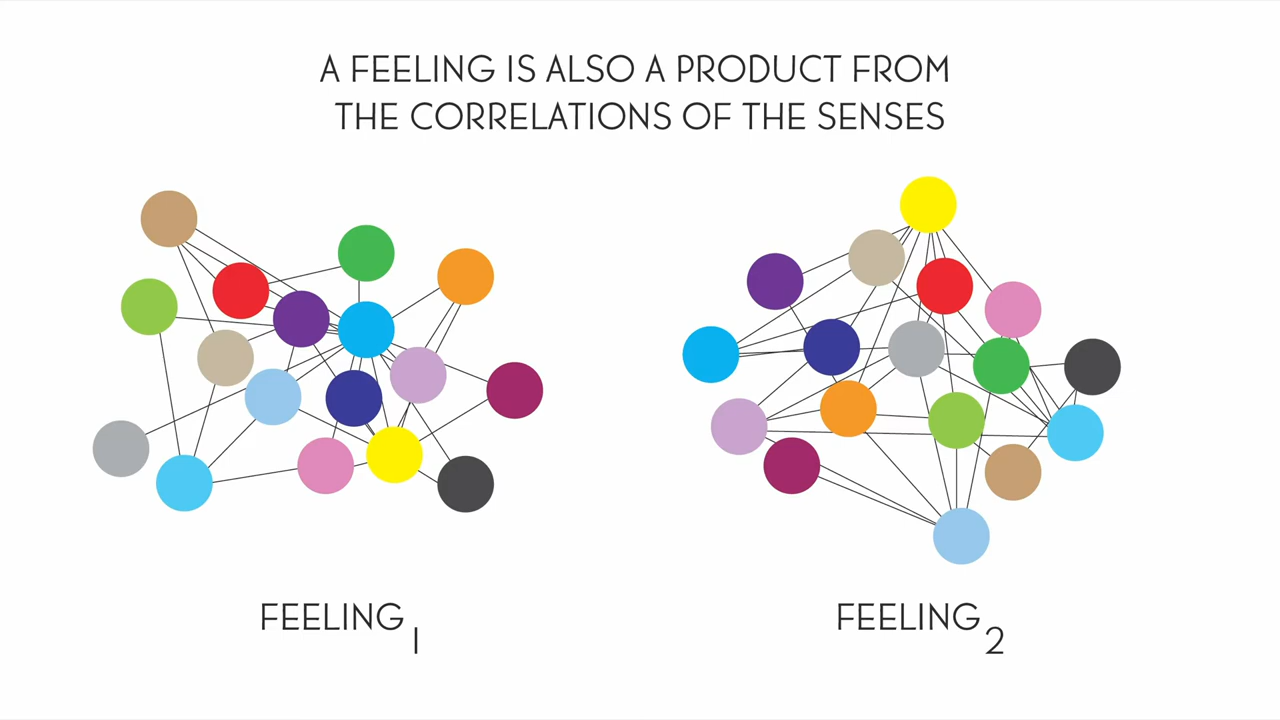 A FEELING IS ALSO A PRODUCT FROM
THE CORRELATIONS OF THE SENSES
FEELING 1
FEELING 2